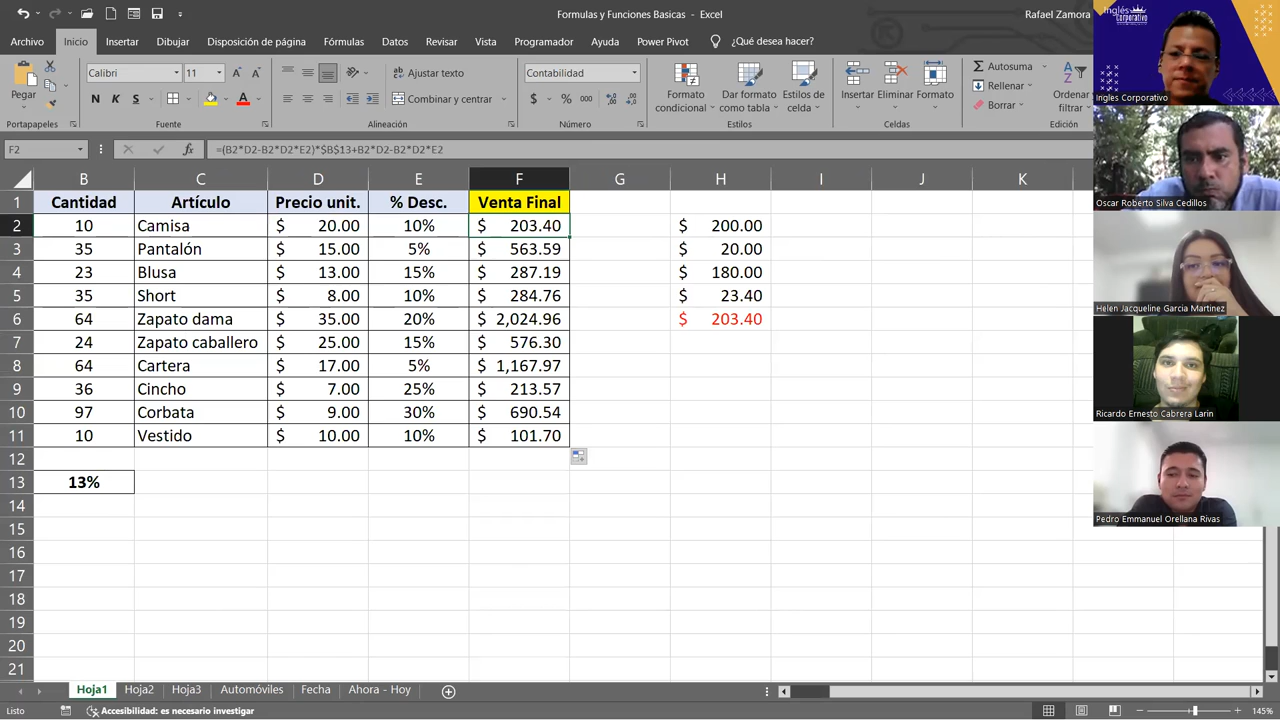 Formulas y Funciones Basicas - Excel
Rafael Zamora
Archivo Inicio Insertar Dibujar Disposición de página Fórmulas Datos Revisar Vista Programador Ayuda Power Pivot ¿Qué desea hacer?
Pegar
Calibri 11
N K S
Ajustar texto
Combinar y centrar
Contabilidad
$ % 000
Formato condicional
Dar formato como tabla
Estilos de celda
Insertar Eliminar Formato
Autosuma
Rellenar
Borrar
Ordenar filtrar
Portapapeles Fuente Alineación Número Estilos Celdas Edición
F2 fx =(B2*D2-B2*D2*E2)*$B$13+B2*D2-B2*D2*E2
B C D E F G H I J K
1 Cantidad Artículo Precio unit. % Desc. Venta Final
2 10 Camisa $ 20.00 10% $ 203.40 $ 200.00
3 35 Pantalón $ 15.00 5% $ 563.59 $ 20.00
4 23 Blusa $ 13.00 15% $ 287.19 $ 180.00
5 35 Short $ 8.00 10% $ 284.76 $ 23.40
6 64 Zapato dama $ 35.00 20% $ 2,024.96 $ 203.40
7 24 Zapato caballero $ 25.00 15% $ 576.30
8 64 Cartera $ 17.00 5% $ 1,167.97
9 36 Cincho $ 7.00 25% $ 213.57
10 97 Corbata $ 9.00 30% $ 690.54
11 10 Vestido $ 10.00 10% $ 101.70
12
13 13%
14
15
16
17
18
19
20
21
Hoja1 Hoja2 Hoja3 Automóviles Fecha Ahora - Hoy
Listo Accesibilidad: es necesario investigar 145%
Inglés
Corporativo
Ingles Corporativo
Oscar Roberto Silva Cedillos
Helen Jacqueline Garcia Martinez
Ricardo Ernesto Cabrera Larin
Pedro Emmanuel Orellana Rivas